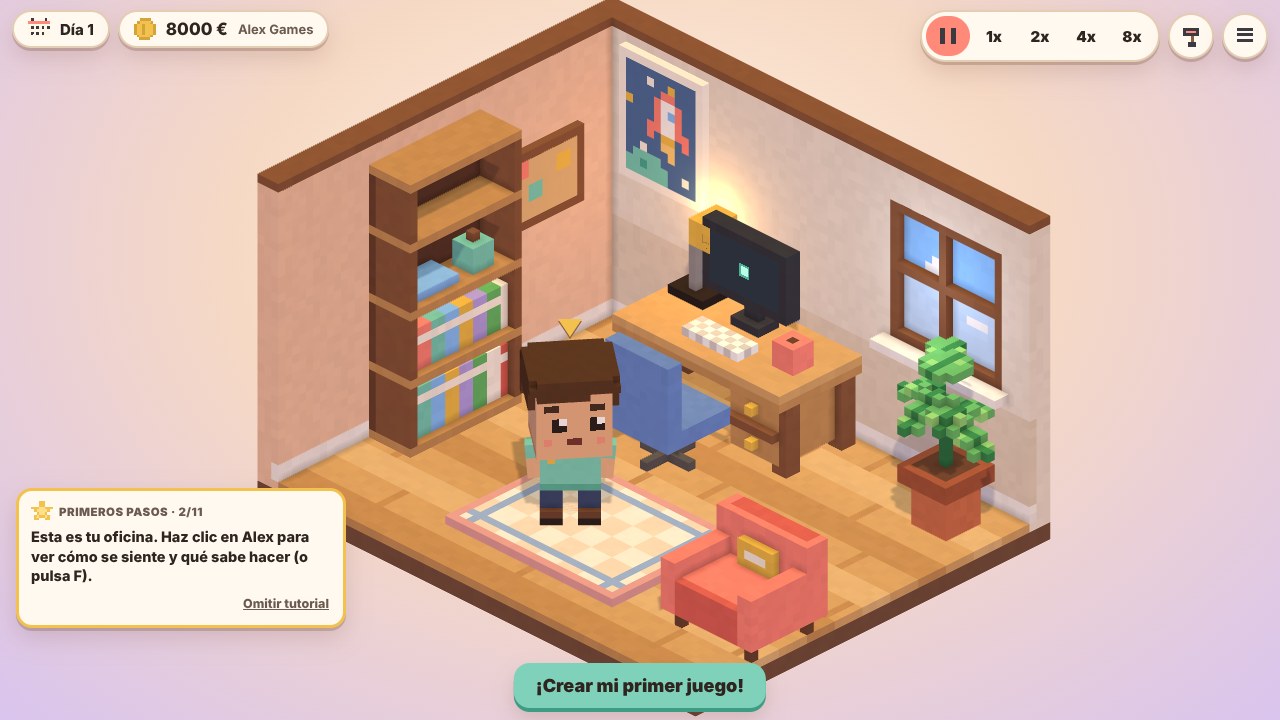 Día 1
8000 € Alex Games
1x 2x 4x 8x
PRIMEROS PASOS · 2/11
Esta es tu oficina. Haz clic en Alex para
ver cómo se siente y qué sabe hacer (o
pulsa F).
Omitir tutorial
¡Crear mi primer juego!